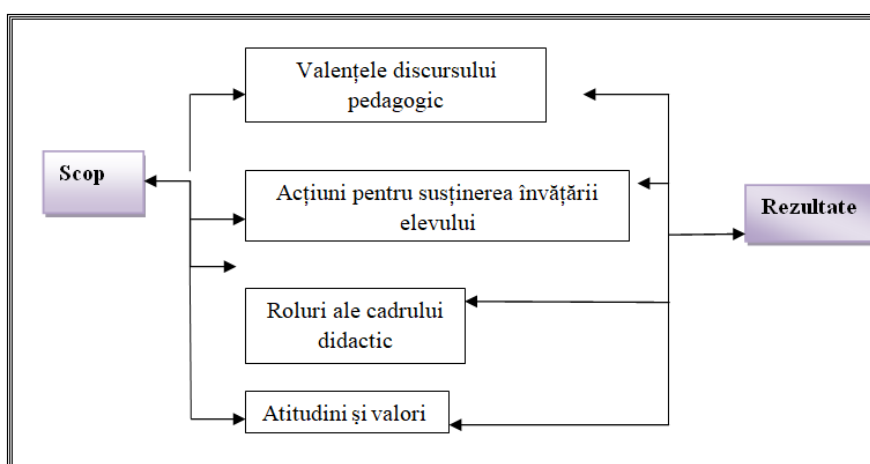 Valențele discursului
pedagogic
Scop
Acțiuni pentru susținerea învățării
elevului
Rezultate
Roluri ale cadrului
didactic
Atitudini și valori